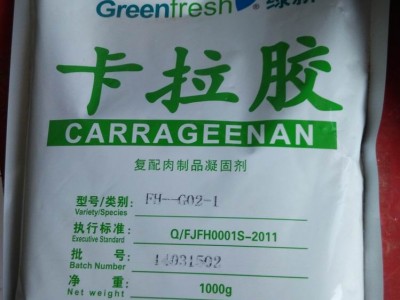 Greenfresh 绿新
卡拉胶
CARRAGEENAN
复配肉制品凝固剂
型号/类别: FH--G02-1
Variety/Species
执行标准: Q/FJFH0001S-2011
Executive Standard
批 号: 14031502
Batch Number
净 重: 1000g
Net weight